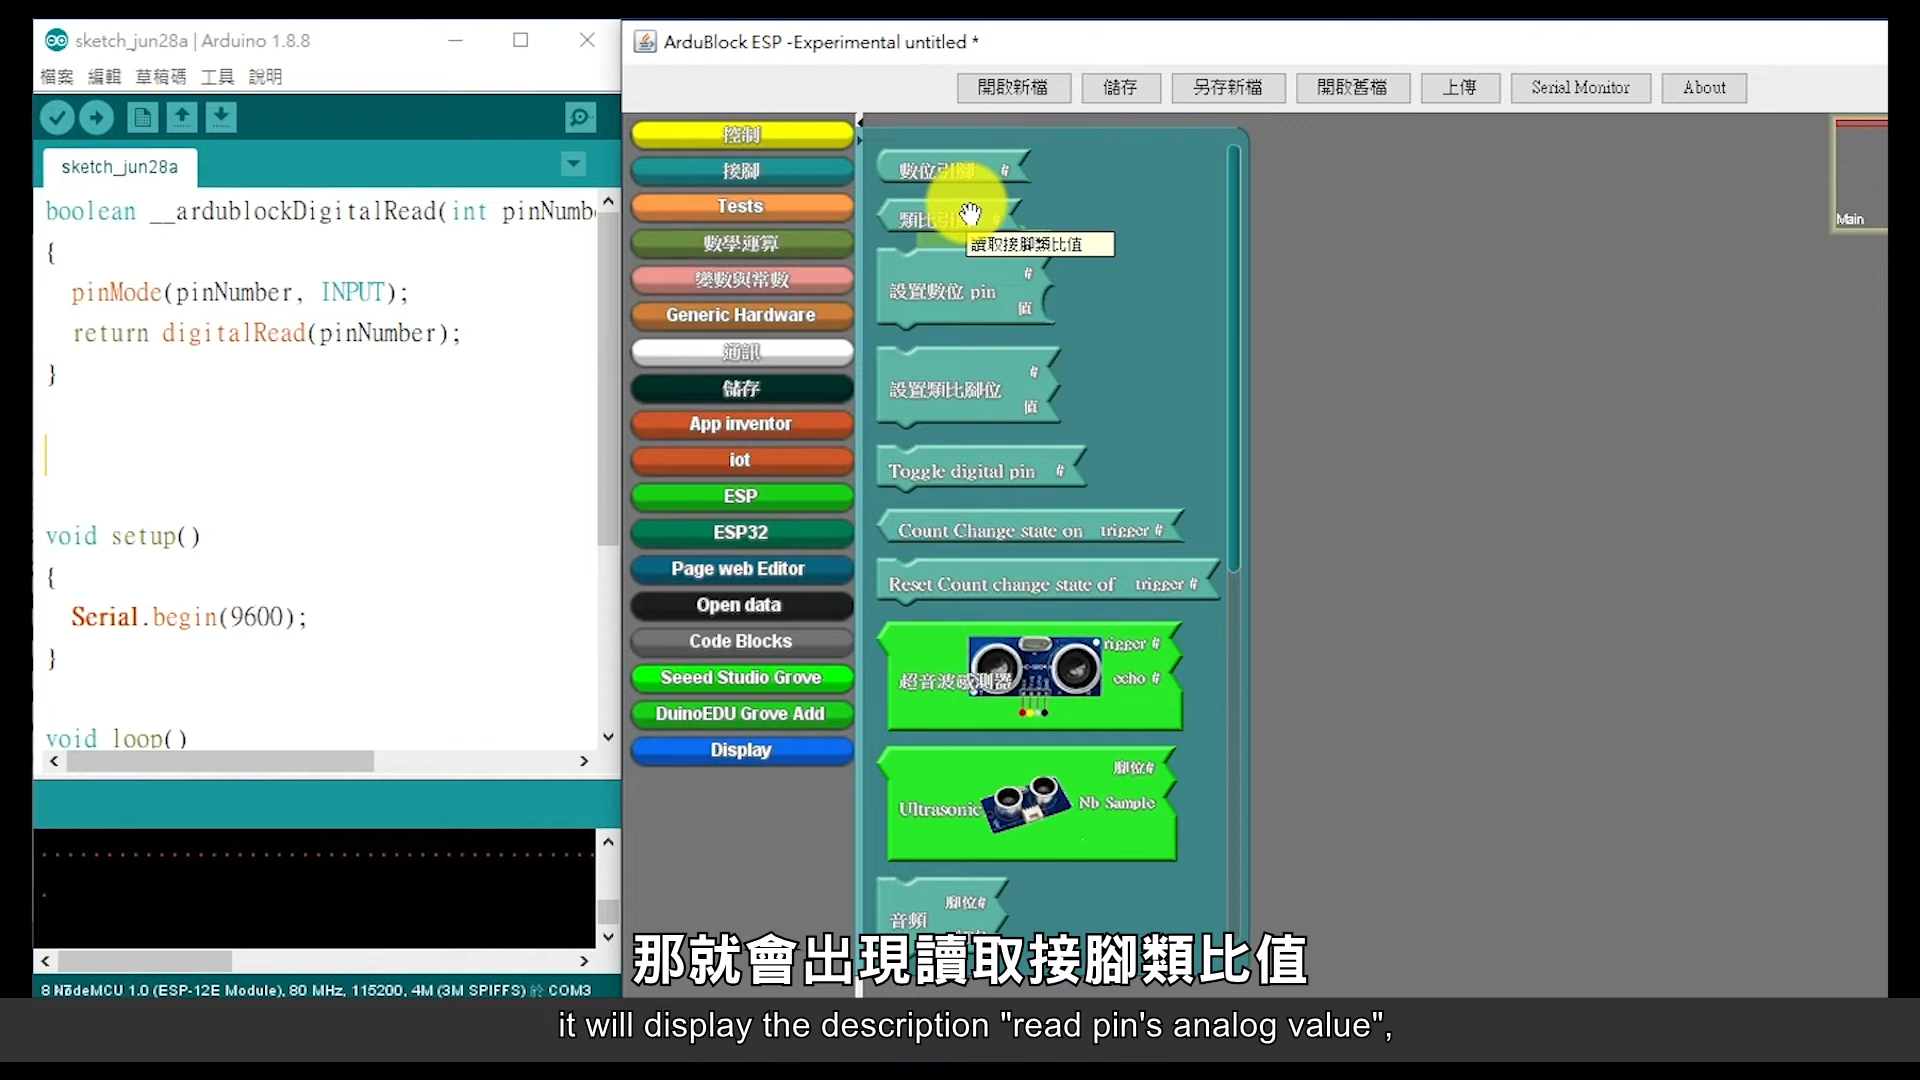 sketch_jun28a | Arduino 1.8.8
檔案 編輯 草稿碼 工具 說明
sketch_jun28a
boolean __ardublockDigitalRead(int pinNumb
{
pinMode(pinNumber, INPUT);
return digitalRead(pinNumber);
}
void setup()
{
Serial.begin(9600);
}
void loop()
8 NodeMCU 1.0 (ESP-12E Module), 80 MHz, 115200, 4M (3M SPIFFS) 於 COM3
ArduBlock ESP -Experimental untitled *
開啟新檔 儲存 另存新檔 開啟舊檔 上傳 Serial Monitor About
控制
接腳
Tests
數學運算
變數與常數
Generic Hardware
通訊
儲存
App inventor
iot
ESP
ESP32
Page web Editor
Open data
Code Blocks
Seeed Studio Grove
DuinoEDU Grove Add
Display
數位引腳 #
類比引腳 #
讀取接腳類比值
設置數位 pin # 值
設置類比腳位 # 值
Toggle digital pin #
Count Change state on trigger #
Reset Count change state of trigger #
超音波感測器 trigger # echo #
Ultrasonic 腳位# Nb Sample
音頻 腳位#
Main
那就會出現讀取接腳類比值
it will display the description "read pin's analog value",